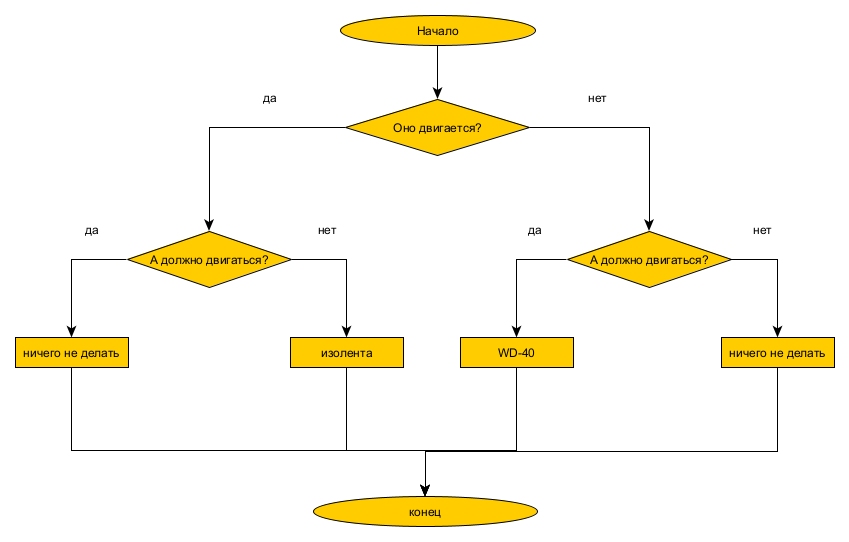 Начало
да
нет
Оно двигается?
да
нет
да
нет
А должно двигаться?
А должно двигаться?
ничего не делать
изолента
WD-40
ничего не делать
конец